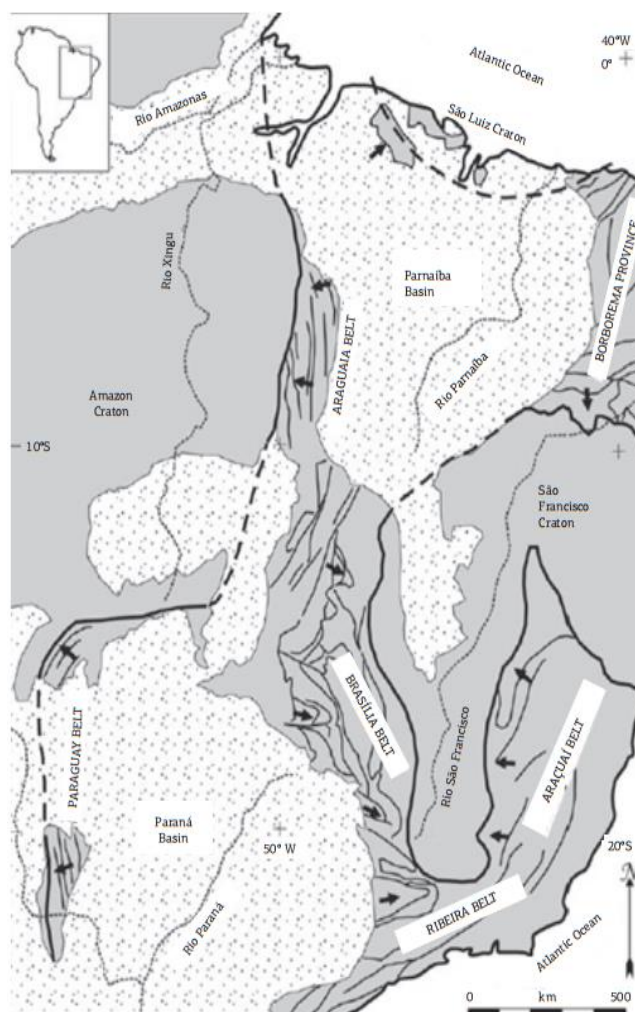 40°W
0°
Atlantic Ocean
Rio Amazonas
São Luiz Craton
Rio Xingu
Parnaíba
Basin
BORBOREMA PROVINCE
ARAGUAIA BELT
Rio Parnaíba
Amazon
Craton
10°S
São
Francisco
Craton
BRASÍLIA BELT
ARAÇUAÍ BELT
Rio São Francisco
PARAGUAY BELT
Paraná
Basin
50° W
20°S
N
Rio Paraná
RIBEIRA BELT
Atlantic Ocean
0 km 500